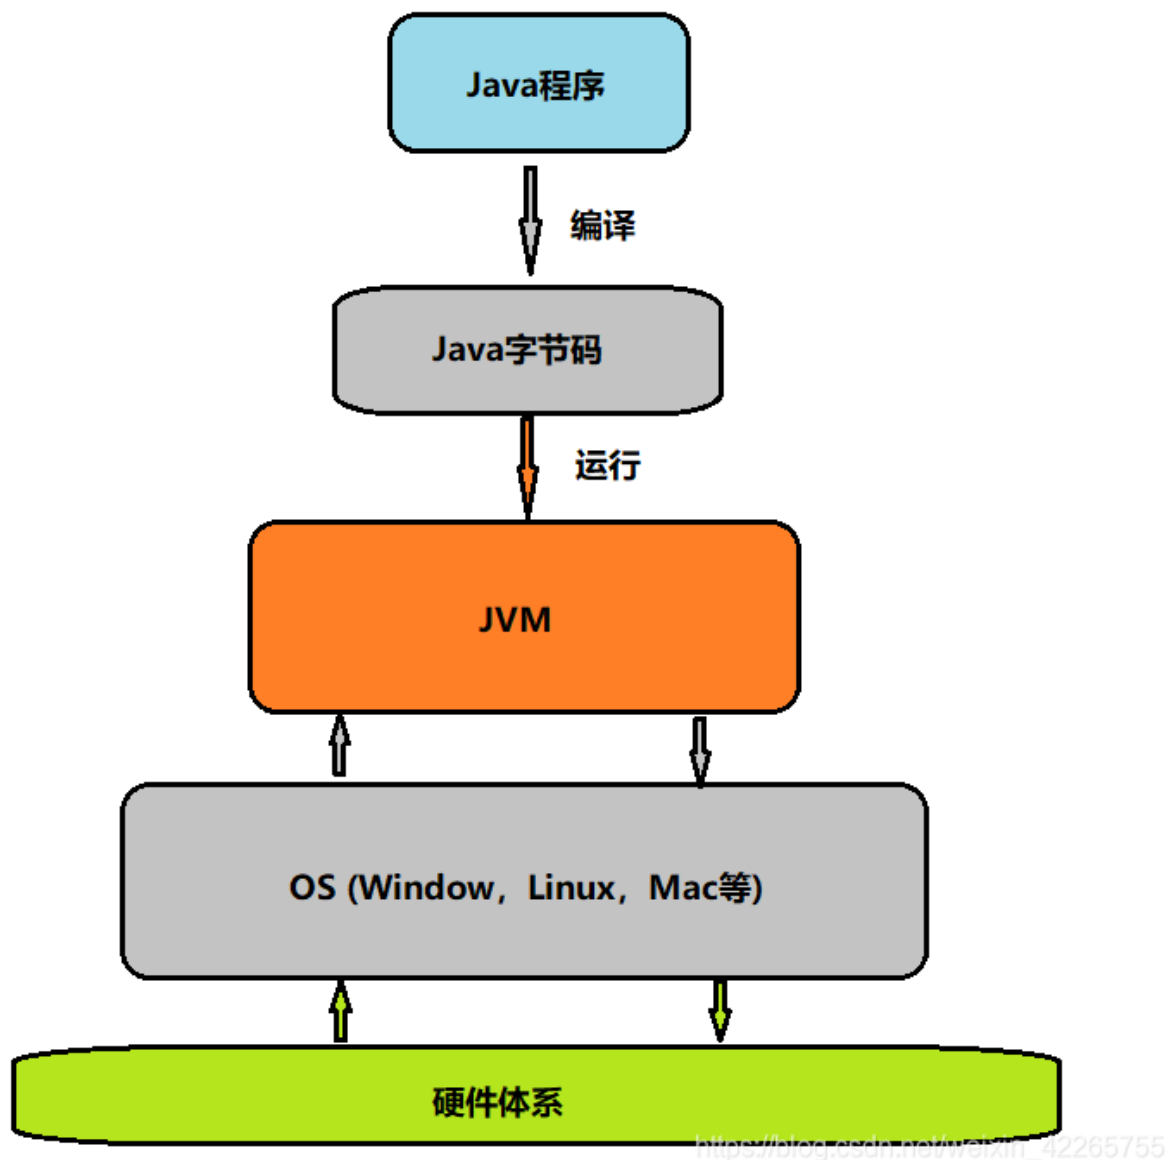 Java程序
编译
Java字节码
运行
JVM
OS (Window，Linux，Mac等)
硬件体系
https://blog.csdn.net/weixin_42265755